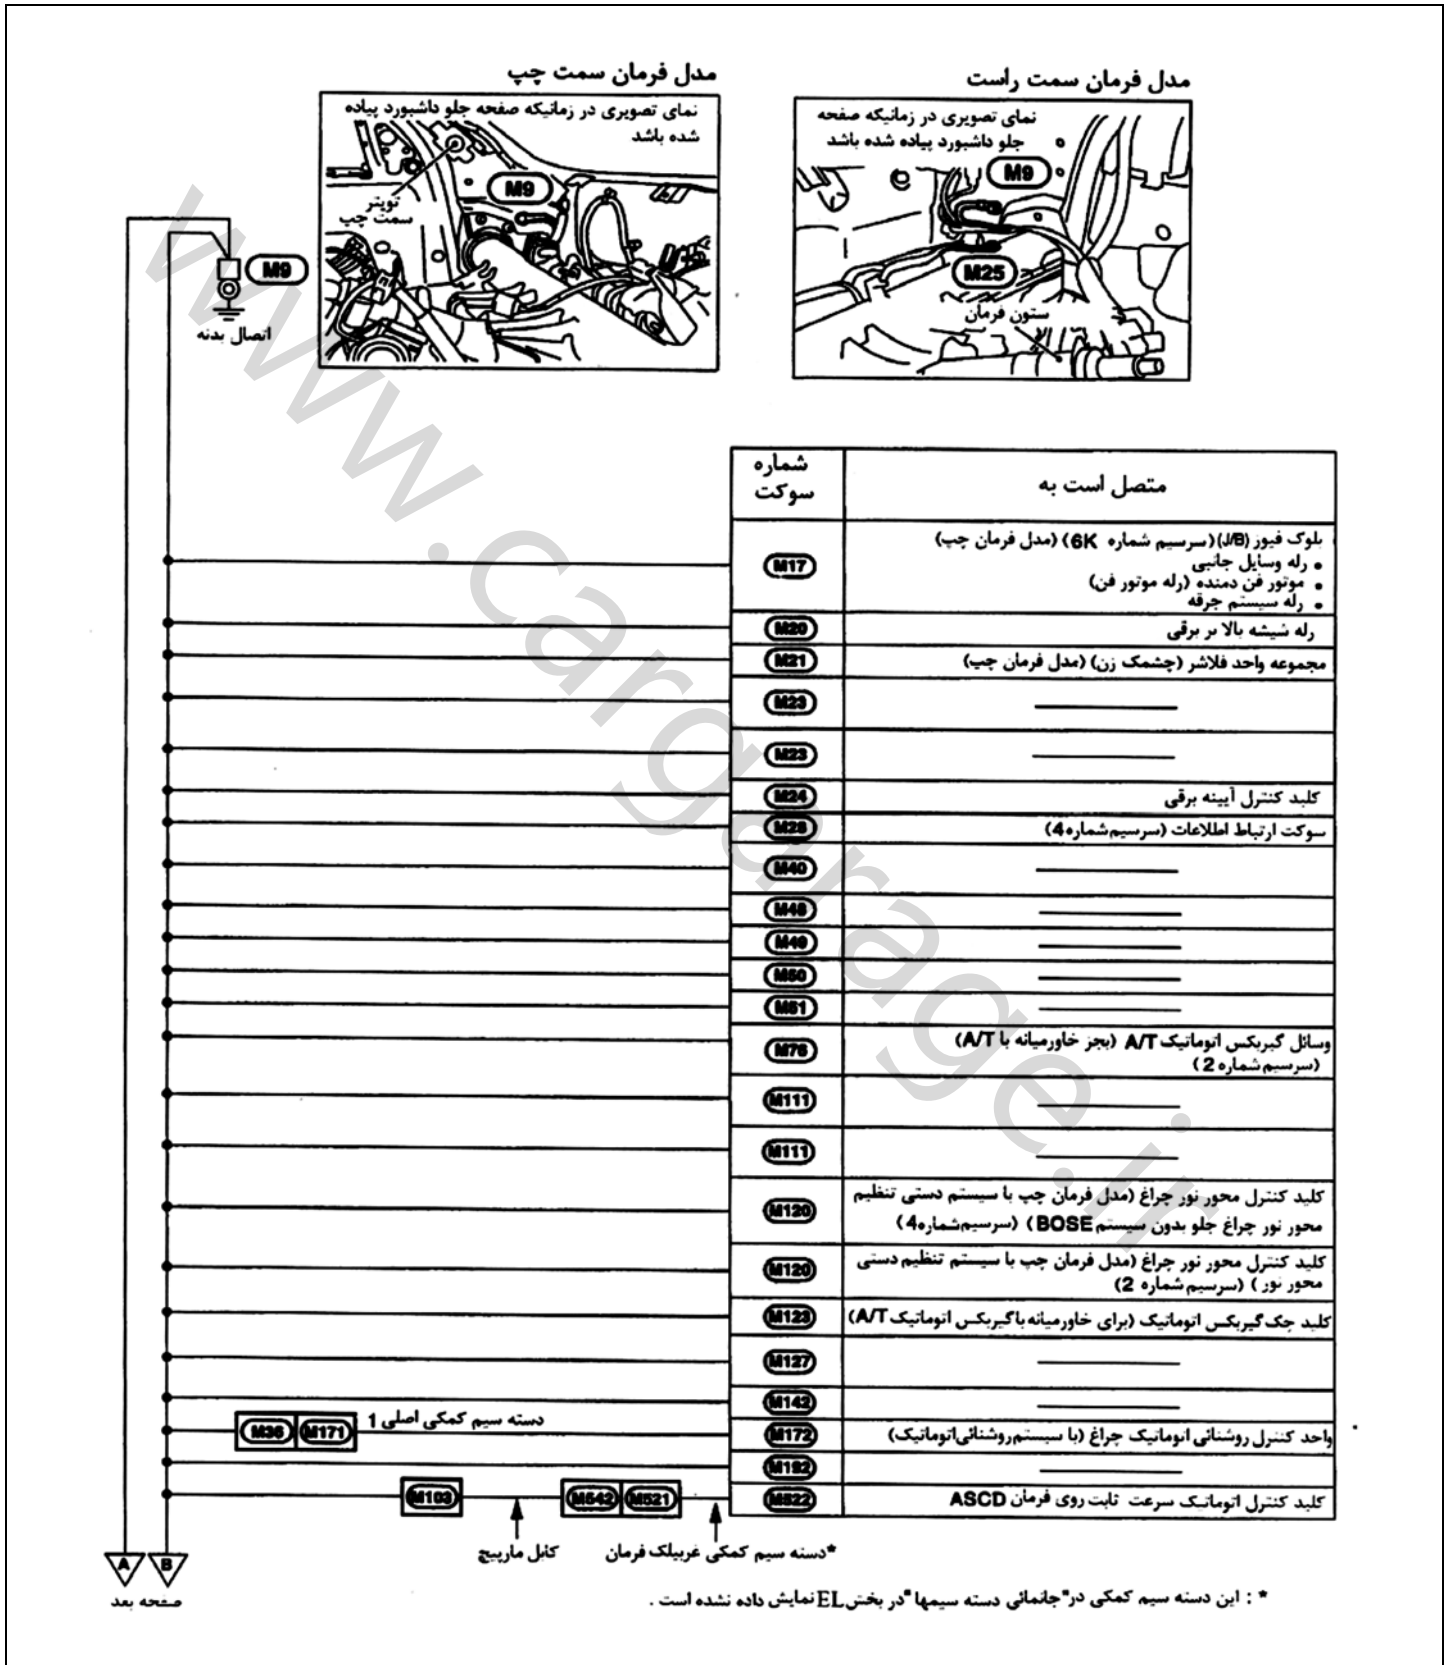 مدل فرمان سمت چپ
مدل فرمان سمت راست
نمای تصویری در زمانیکه صفحه جلو داشبورد پیاده
شده باشد
M9
تویتر
سمت چپ
نمای تصویری در زمانیکه صفحه
جلو داشبورد پیاده شده باشد
M9
M25
ستون فرمان
M9
اتصال بدنه
شماره
سوکت
متصل است به
M17
بلوک فیوز (J/B) (سرسیم شماره 6K) (مدل فرمان چپ)
• رله وسایل جانبی
• موتور فن دمنده (رله موتور فن)
• رله سیستم جرقه
M20
رله شیشه بالا بر برقی
M21
مجموعه واحد فلاشر (چشمک زن) (مدل فرمان چپ)
M23
M23
M24
کلید کنترل آیینه برقی
M28
سوکت ارتباط اطلاعات (سرسیم شماره 4)
M40
M48
M49
M50
M51
M76
وسائل گیربکس اتوماتیک A/T (بجز خاورمیانه با A/T)
(سرسیم شماره 2)
M111
M111
M120
کلید کنترل محور نور چراغ (مدل فرمان چپ با سیستم دستی تنظیم
محور نور چراغ جلو بدون سیستم BOSE) (سرسیم شماره 4)
M120
کلید کنترل محور نور چراغ (مدل فرمان چپ با سیستم تنظیم دستی
محور نور) (سرسیم شماره 2)
M123
کلید جک گیربکس اتوماتیک (برای خاورمیانه با گیربکس اتوماتیک A/T)
M127
M142
M36 M171
دسته سیم کمکی اصلی 1
M172
واحد کنترل روشنائی اتوماتیک چراغ (با سیستم روشنائی اتوماتیک)
M192
M103
M542 M521
M522
کلید کنترل اتوماتیک سرعت ثابت روی فرمان ASCD
کابل مارپیچ
*دسته سیم کمکی غربیلک فرمان
A
B
صفحه بعد
* : این دسته سیم کمکی در"جانمائی دسته سیمها "در بخش EL نمایش داده نشده است .
www.cargarage.ir